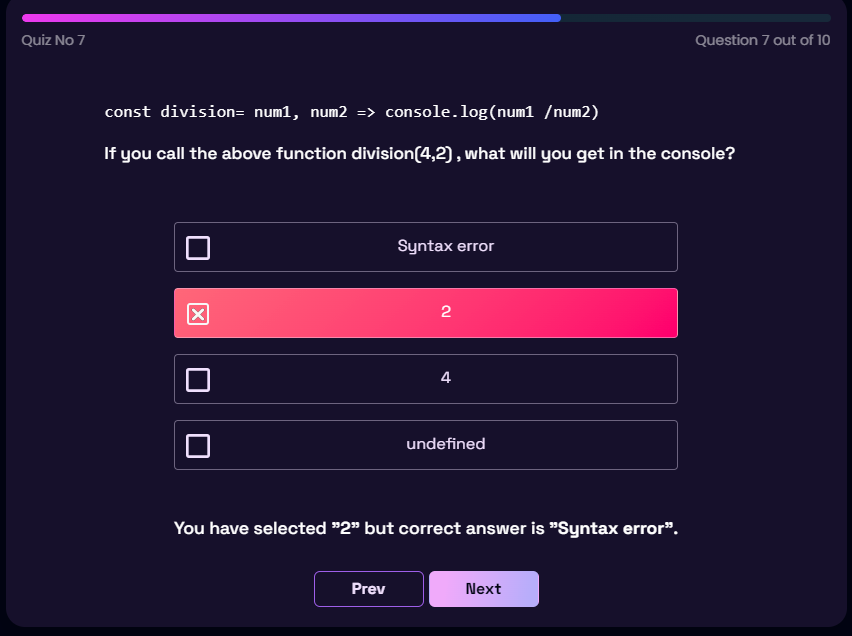 Quiz No 7
Question 7 out of 10
const division= num1, num2 => console.log(num1 /num2)
If you call the above function division(4,2) , what will you get in the console?
Syntax error
2
4
undefined
You have selected ”2” but correct answer is ”Syntax error”.
Prev
Next